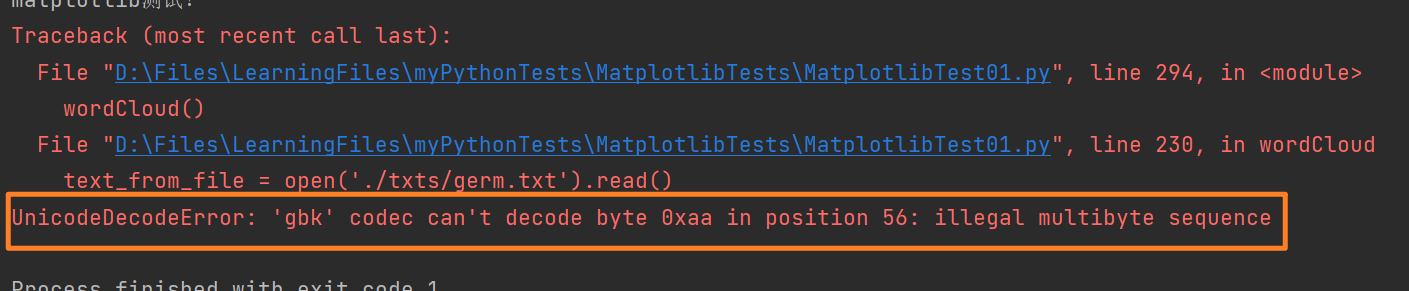 matplotlib测试!
Traceback (most recent call last):
File "D:\Files\LearningFiles\myPythonTests\MatplotlibTests\MatplotlibTest01.py", line 294, in <module>
wordCloud()
File "D:\Files\LearningFiles\myPythonTests\MatplotlibTests\MatplotlibTest01.py", line 230, in wordCloud
text_from_file = open('./txts/germ.txt').read()
UnicodeDecodeError: 'gbk' codec can't decode byte 0xaa in position 56: illegal multibyte sequence
Process finished with exit code 1